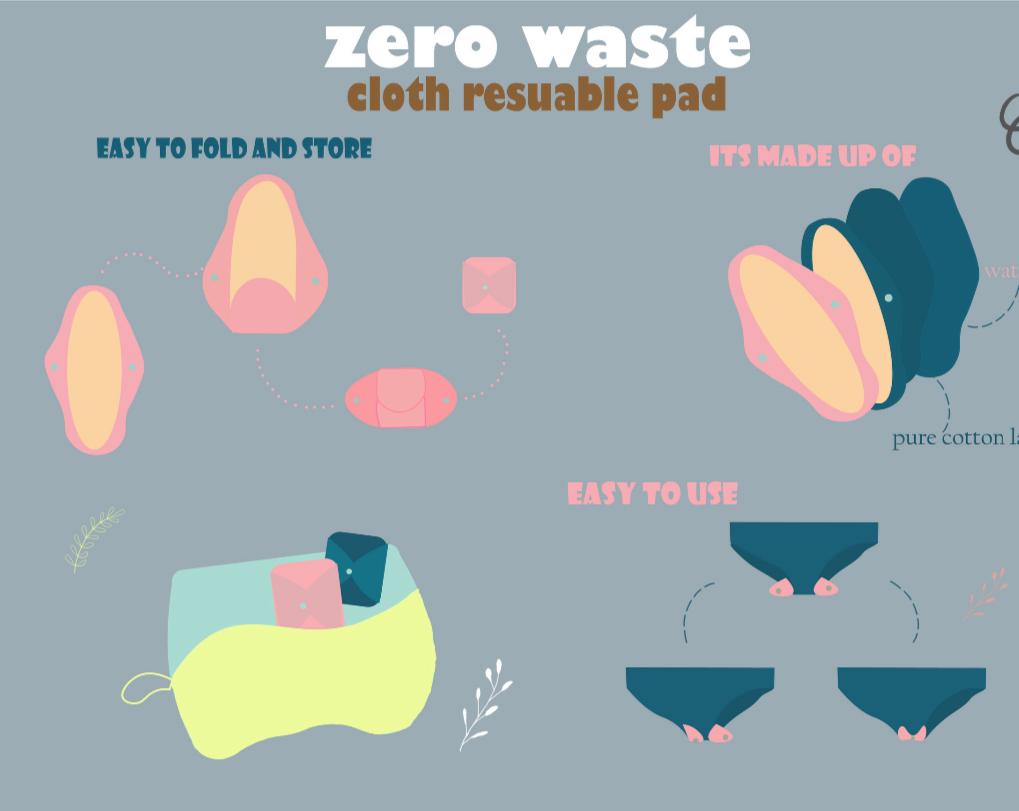 zero waste
cloth resuable pad
EASY TO FOLD AND STORE
ITS MADE UP OF
pure cotton
EASY TO USE